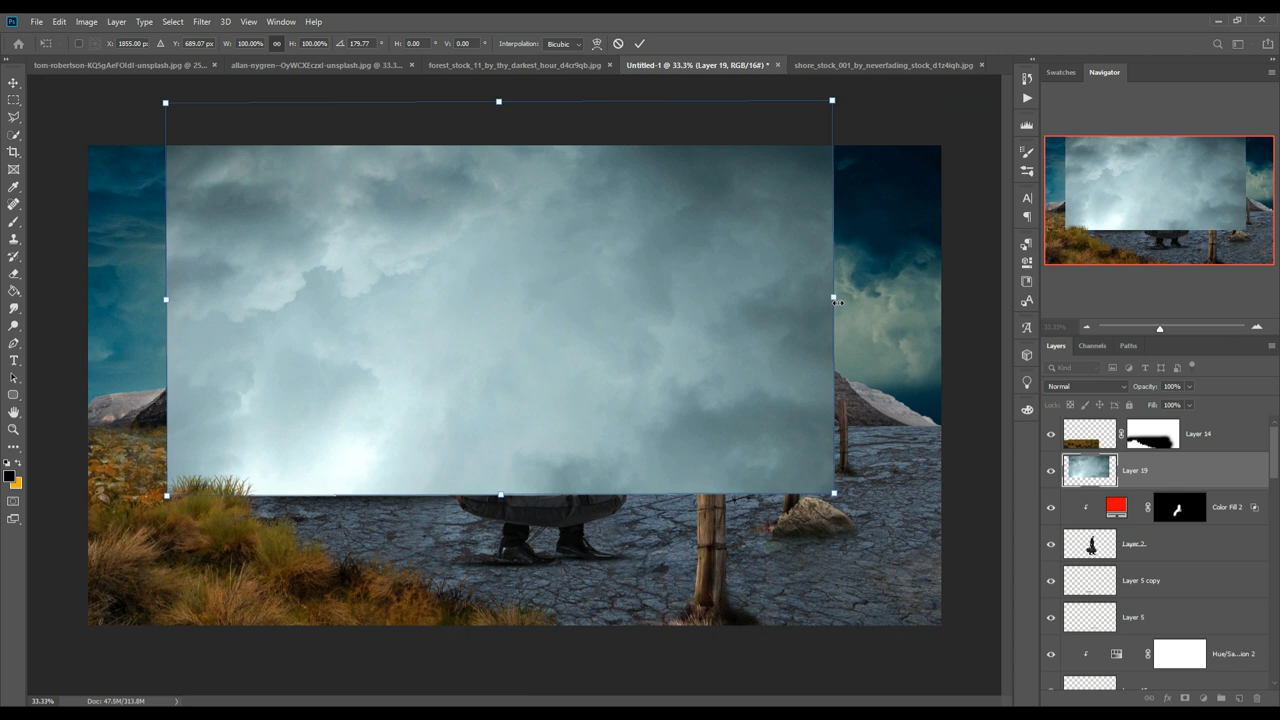 Ps File Edit Image Layer Type Select Filter 3D View Window Help
X: 1855.00 px Y: 689.07 px W: 100.00% H: 100.00% 179.77 ° H: 0.00 ° V: 0.00 ° Interpolation: Bicubic
tom-robertson-KQ5gAeFOIdI-unsplash.jpg @ 25... × allan-nygren--OyWCXEczxI-unsplash.jpg @ 33.3... × forest_stock_11_by_thy_darkest_hour_d4cr9qb.jpg × Untitled-1 @ 33.3% (Layer 19, RGB/16#) * × shore_stock_001_by_neverfading_stock_d1z4iqh.jpg ×
Swatches Navigator
33.33%
Layers Channels Paths
Kind
Normal Opacity: 100%
Lock: Fill: 100%
Layer 14
Layer 19
Color Fill 2
Layer 2
Layer 5 copy
Layer 5
Hue/Sa...ion 2
33.33% Doc: 47.5M/313.8M